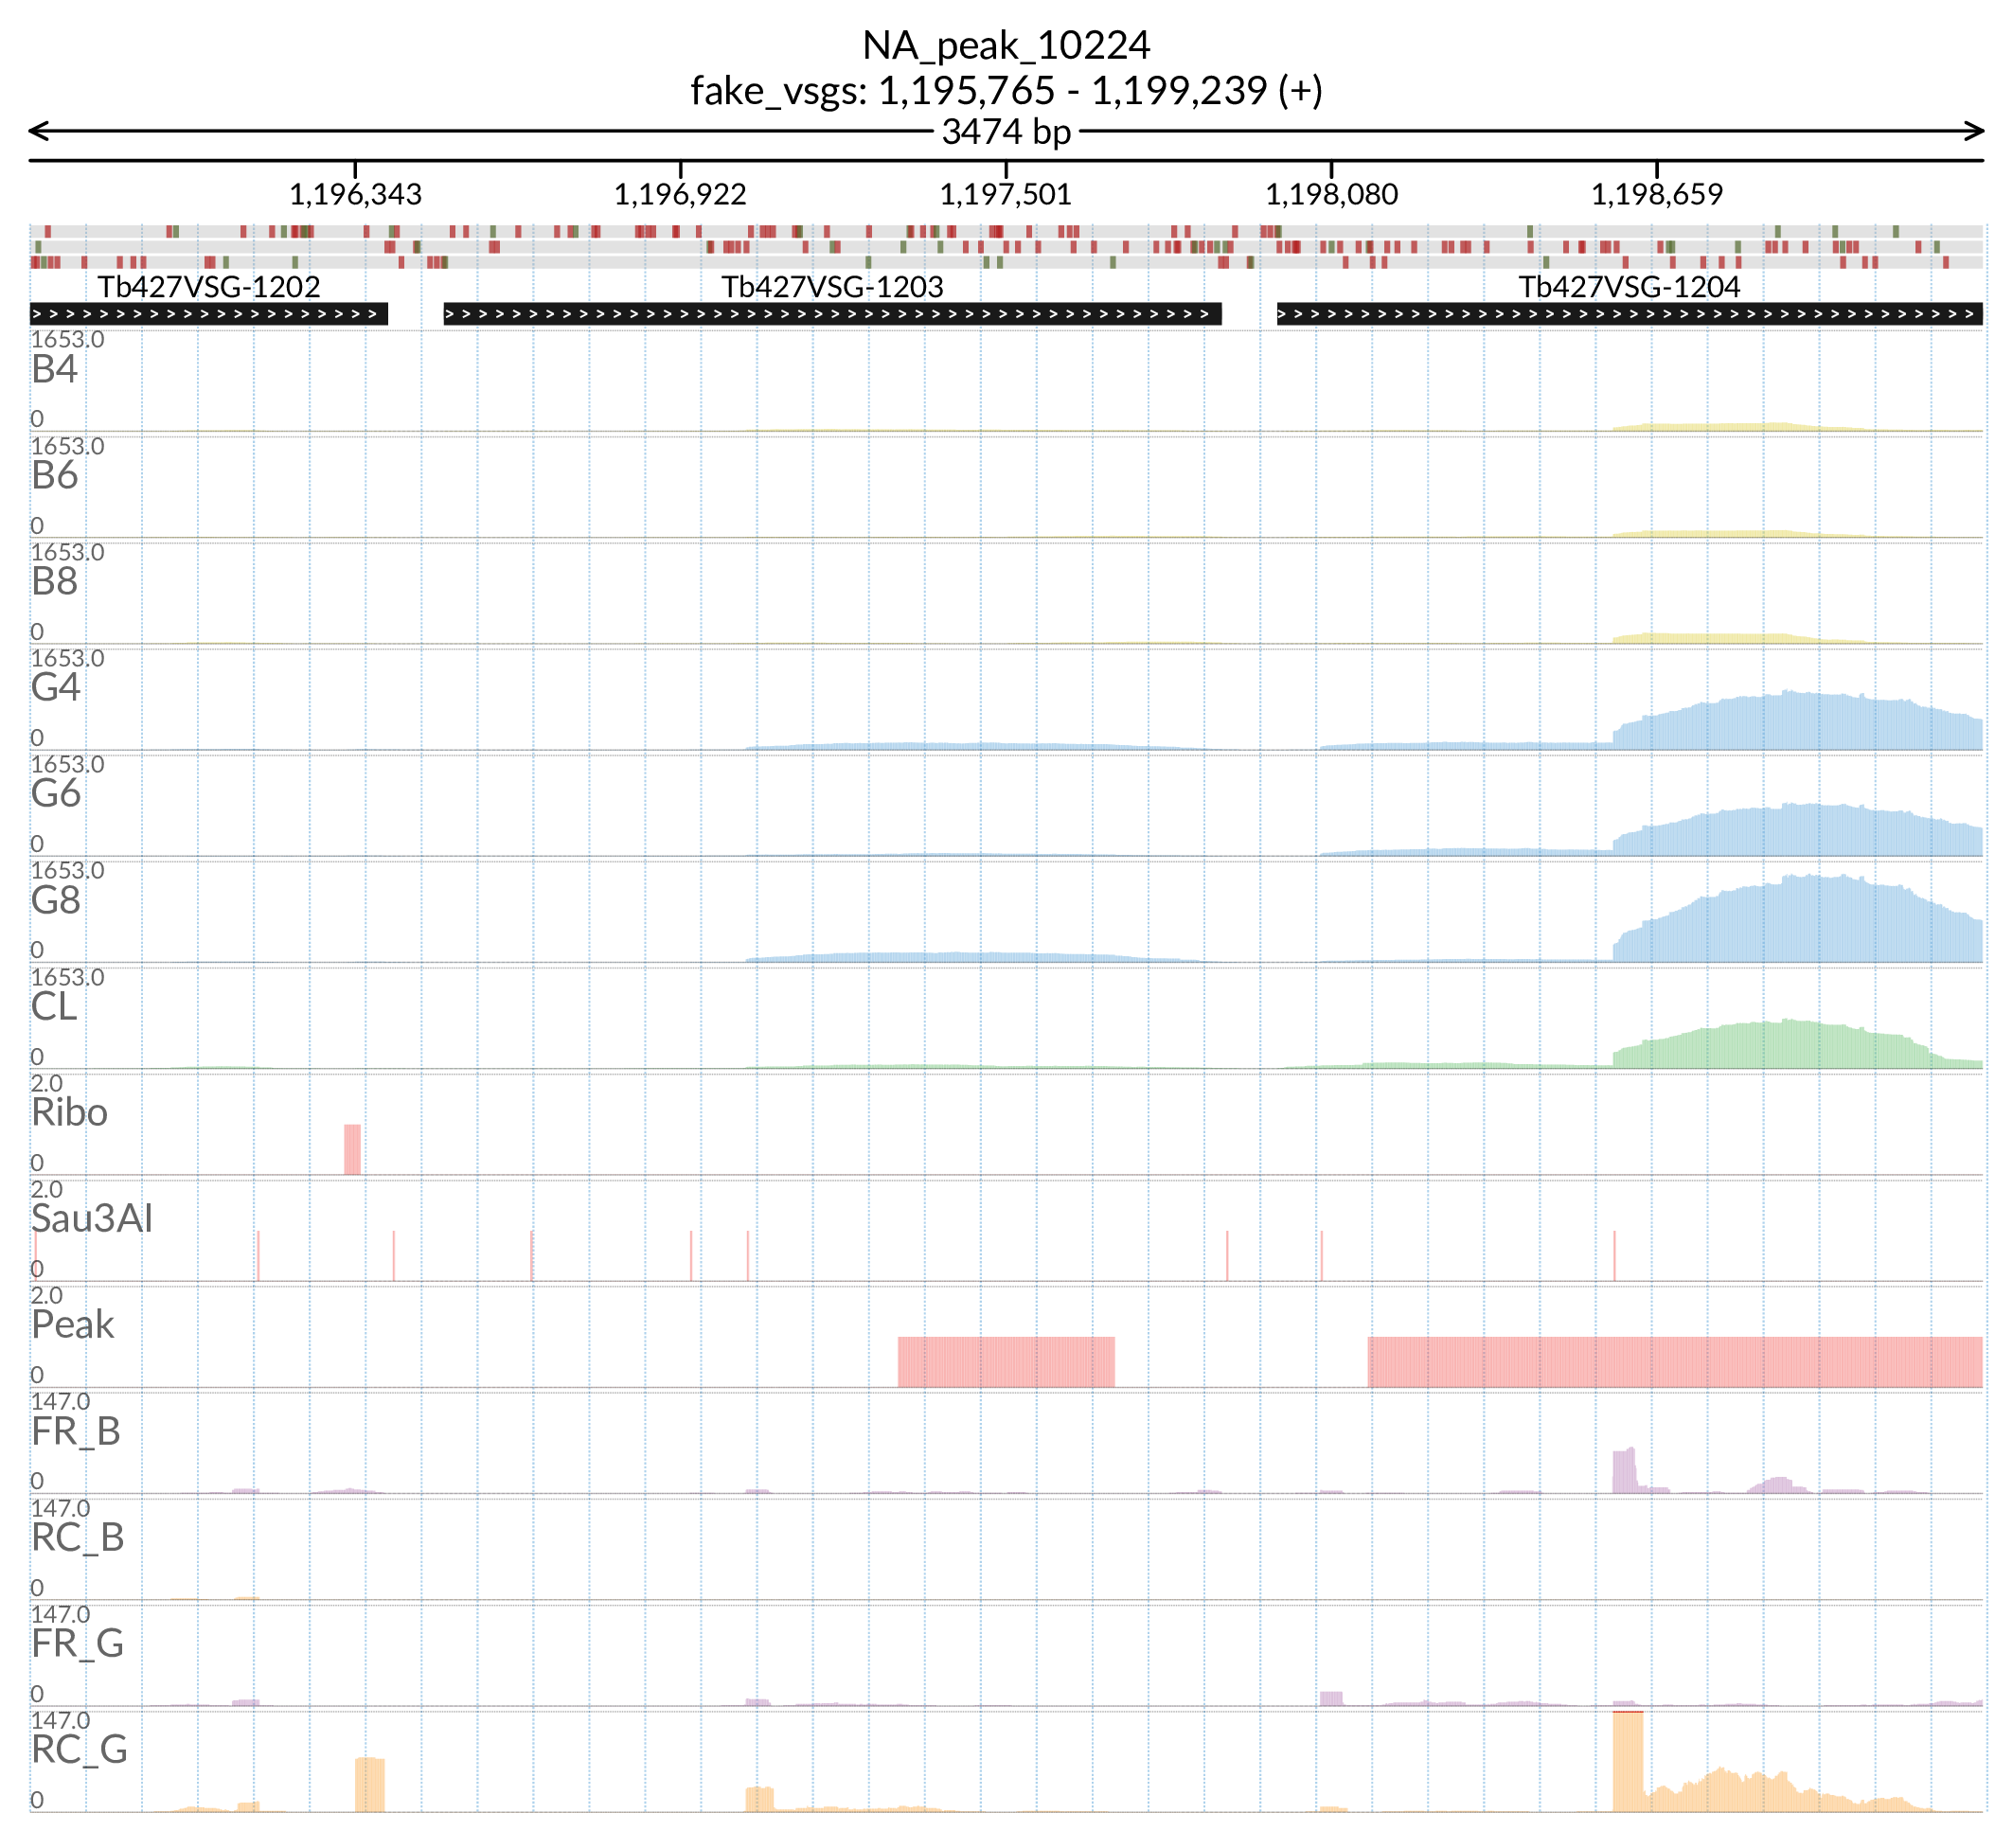 NA_peak_10224
fake_vsgs: 1,195,765 - 1,199,239 (+)
3474 bp
1,196,343 1,196,922 1,197,501 1,198,080 1,198,659
Tb427VSG-1202 Tb427VSG-1203 Tb427VSG-1204
1653.0
B4
0
1653.0
B6
0
1653.0
B8
0
1653.0
G4
0
1653.0
G6
0
1653.0
G8
0
1653.0
CL
0
2.0
Ribo
0
2.0
Sau3AI
0
2.0
Peak
0
147.0
FR_B
0
147.0
RC_B
0
147.0
FR_G
0
147.0
RC_G
0